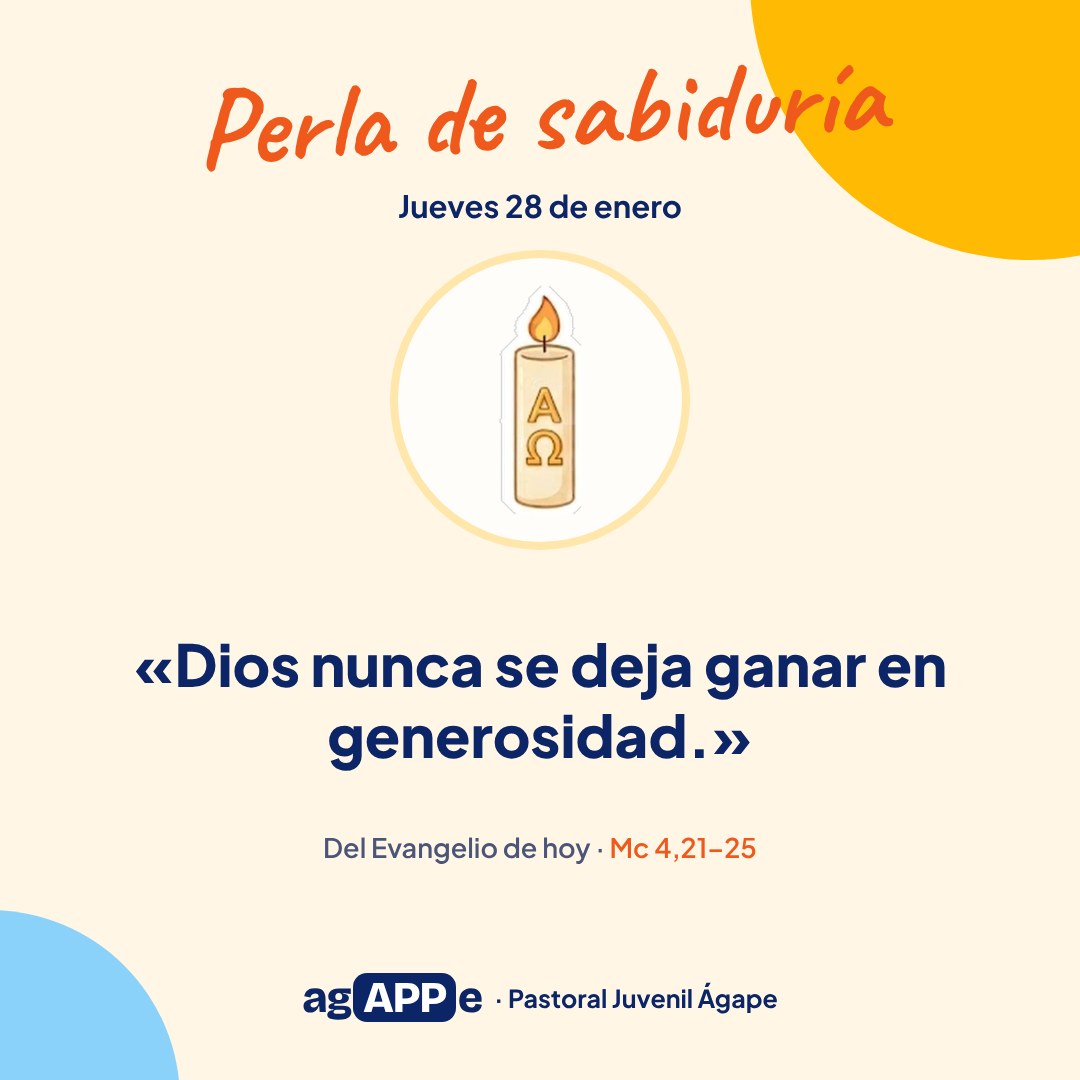 Perla de sabiduría
Jueves 28 de enero
Α
Ω
«Dios nunca se deja ganar en
generosidad.»
Del Evangelio de hoy · Mc 4,21–25
agAPPe · Pastoral Juvenil Ágape